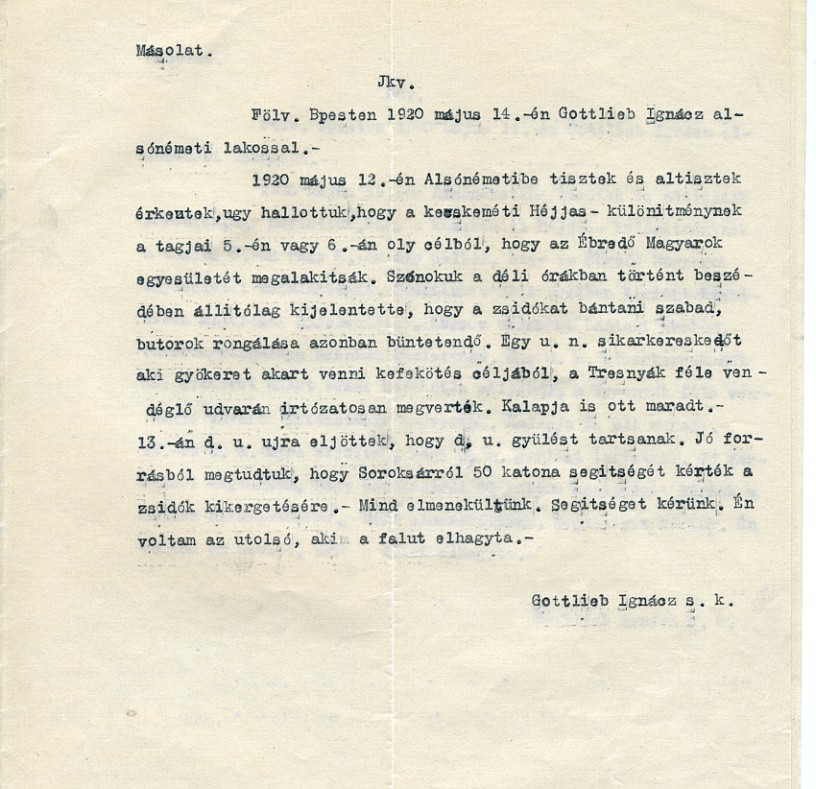 Másolat.
Jkv.
Fölv. Bpesten 1920 május 14.-én Gottlieb Ignácz al-
sónémeti lakossal.-
1920 május 12.-én Alsónémetibe tisztek és altisztek
érkeutek,ugy hallottuk,hogy a kecskeméti Héjjas- különitménynek
a tagjai 5.-én vagy 6.-án oly célból, hogy az Ébredő Magyarok
egyesületét megalakitsák. Szónokuk a déli órákban történt beszé-
dében állitólag kijelentette, hogy a zsidókat bántani szabad,
butorok rongálása azonban büntetendő. Egy u. n. sikarkereskedőt
aki gyökeret akart venni kefekötés céljából, a Tresnyák féle ven-
déglő udvarán irtózatosan megverték. Kalapja is ott maradt.-
13.-án d. u. ujra eljöttek, hogy d. u. gyülést tartsanak. Jó for-
rásból megtudtuk, hogy Soroksárról 50 katona segitségét kérték a
zsidók kikergetésére.- Mind elmenekültünk. Segitséget kérünk. Én
voltam az utolsó, aki a falut elhagyta.-
Gottlieb Ignácz s. k.